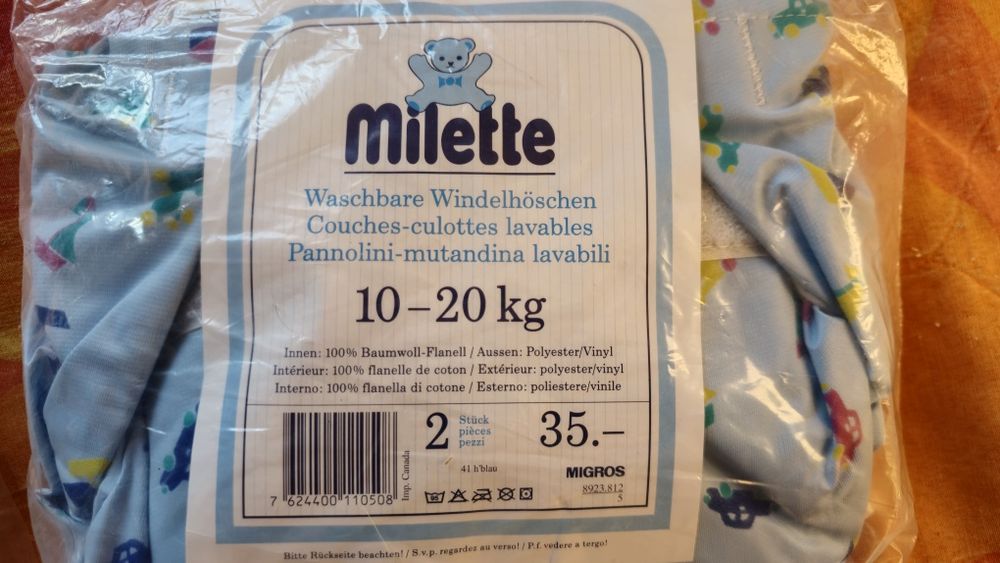 Milette
Waschbare Windelhöschen
Couches-culottes lavables
Pannolini-mutandina lavabili
10 – 20 kg
Innen: 100% Baumwoll-Flanell / Aussen: Polyester/Vinyl
Intérieur: 100% flanelle de coton / Extérieur: polyester/vinyl
Interno: 100% flanella di cotone / Esterno: poliestere/vinile
7 624400 110508
Imp. Canada
2 Stück
pièces
pezzi
35.–
41 h'blau
MIGROS
8923.812
5
Bitte Rückseite beachten! / S.v.p. regardez au verso! / P.f. vedere a tergo!